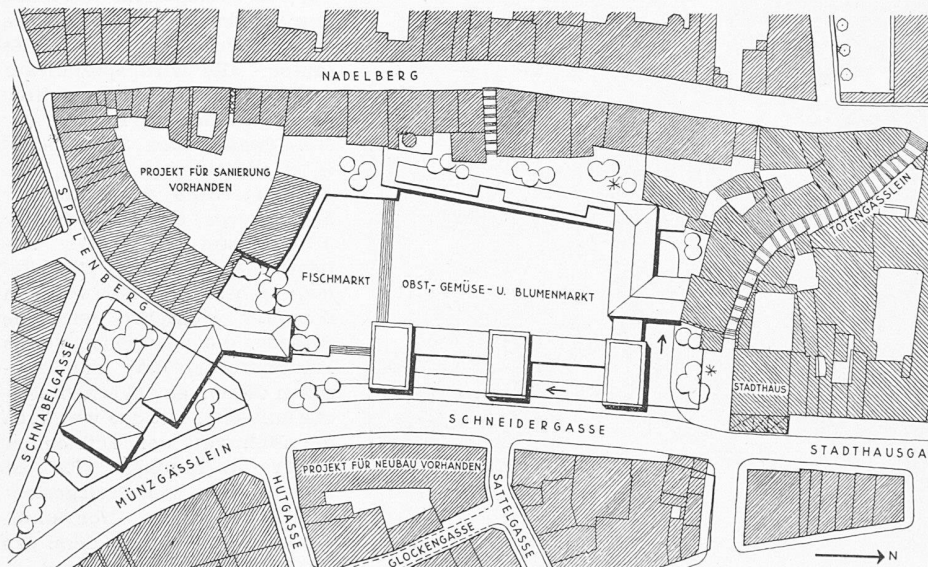 NADELBERG
PROJEKT FÜR SANIERUNG
VORHANDEN
SPALENBERG
TOTENGÄSSLEIN
FISCHMARKT
OBST,- GEMÜSE- U. BLUMENMARKT
SCHNABELGASSE
STADTHAUS
SCHNEIDERGASSE
STADTHAUSGA
MÜNZGÄSSLEIN
HUTGASSE
PROJEKT FÜR NEUBAU VORHANDEN
SATTELGASSE
GLOCKENGASSE
N